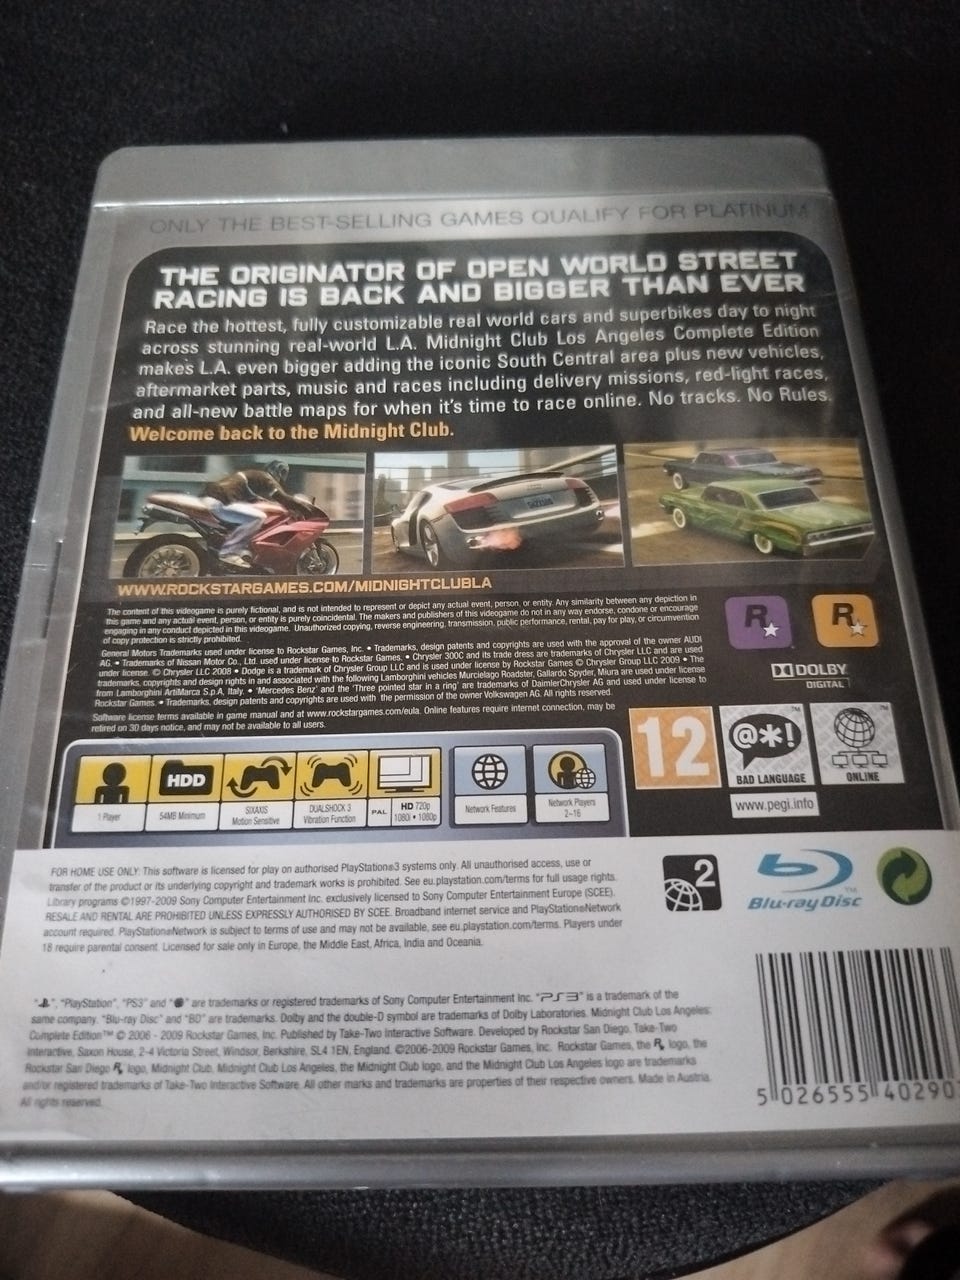 ONLY THE BEST-SELLING GAMES QUALIFY FOR PLATINUM
THE ORIGINATOR OF OPEN WORLD STREET
RACING IS BACK AND BIGGER THAN EVER
Race the hottest, fully customizable real world cars and superbikes day to night
across stunning real-world L.A. Midnight Club Los Angeles Complete Edition
makes L.A. even bigger adding the iconic South Central area plus new vehicles,
aftermarket parts, music and races including delivery missions, red-light races,
and all-new battle maps for when it's time to race online. No tracks. No Rules.
Welcome back to the Midnight Club.
WWW.ROCKSTARGAMES.COM/MIDNIGHTCLUBLA
The content of this videogame is purely fictional, and is not intended to represent or depict any actual event, person, or entity. Any similarity between any depiction in
this game and any actual event, person, or entity is purely coincidental. The makers and publishers of this videogame do not in any way endorse, condone or encourage
engaging in any conduct depicted in this videogame. Unauthorized copying, reverse engineering, transmission, public performance, rental, pay for play, or circumvention
of copy protection is strictly prohibited.
General Motors Trademarks used under license to Rockstar Games, Inc. • Trademarks, design patents and copyrights are used with the approval of the owner AUDI
AG. • Trademarks of Nissan Motor Co., Ltd. used under license to Rockstar Games. • Chrysler 300C and its trade dress are trademarks of Chrysler LLC and are used
under license. © Chrysler LLC 2008 • Dodge is a trademark of Chrysler Group LLC and is used under license by Rockstar Games © Chrysler Group LLC 2009 • The
trademarks, copyrights and design rights in and associated with the following Lamborghini vehicles Murcielago Roadster, Gallardo Spyder, Miura are used under license
from Lamborghini ArtiMarca S.p.A, Italy. • 'Mercedes Benz' and the 'Three pointed star in a ring' are trademarks of DaimlerChrysler AG and used under license to
Rockstar Games. • Trademarks, design patents and copyrights are used with the permission of the owner Volkswagen AG. All rights reserved.
Software license terms available in game manual and at www.rockstargames.com/eula. Online features require internet connection, may be
retired on 30 days notice, and may not be available to all users.
R
R
DOLBY
DIGITAL
12
@*!
BAD LANGUAGE
ONLINE
www.pegi.info
HDD
1 Player
54MB Minimum
SIXAXIS
Motion Sensitive
DUALSHOCK 3
Vibration Function
PAL
HD 720p
1080i • 1080p
Network Features
Network Players
2-16
FOR HOME USE ONLY: This software is licensed for play on authorised PlayStation®3 systems only. All unauthorised access, use or
transfer of the product or its underlying copyright and trademark works is prohibited. See eu.playstation.com/terms for full usage rights.
Library programs ©1997-2009 Sony Computer Entertainment Inc. exclusively licensed to Sony Computer Entertainment Europe (SCEE).
RESALE AND RENTAL ARE PROHIBITED UNLESS EXPRESSLY AUTHORISED BY SCEE. Broadband internet service and PlayStation®Network
account required. PlayStation®Network is subject to terms of use and may not be available, see eu.playstation.com/terms. Players under
18 require parental consent. Licensed for sale only in Europe, the Middle East, Africa, India and Oceania.
2
Blu-ray Disc™
"PlayStation", "PS3" and are trademarks or registered trademarks of Sony Computer Entertainment Inc. "PS3" is a trademark of the
same company. "Blu-ray Disc" and "BD" are trademarks. Dolby and the double-D symbol are trademarks of Dolby Laboratories. Midnight Club Los Angeles:
Complete Edition™ © 2006 - 2009 Rockstar Games, Inc. Published by Take-Two Interactive Software. Developed by Rockstar San Diego. Take-Two
Interactive, Saxon House, 2-4 Victoria Street, Windsor, Berkshire, SL4 1EN, England. ©2006-2009 Rockstar Games, Inc. Rockstar Games, the R logo, the
Rockstar San Diego R logo, Midnight Club, Midnight Club Los Angeles, the Midnight Club logo, and the Midnight Club Los Angeles logo are trademarks
and/or registered trademarks of Take-Two Interactive Software. All other marks and trademarks are properties of their respective owners. Made in Austria.
All rights reserved.
5 026555 40290